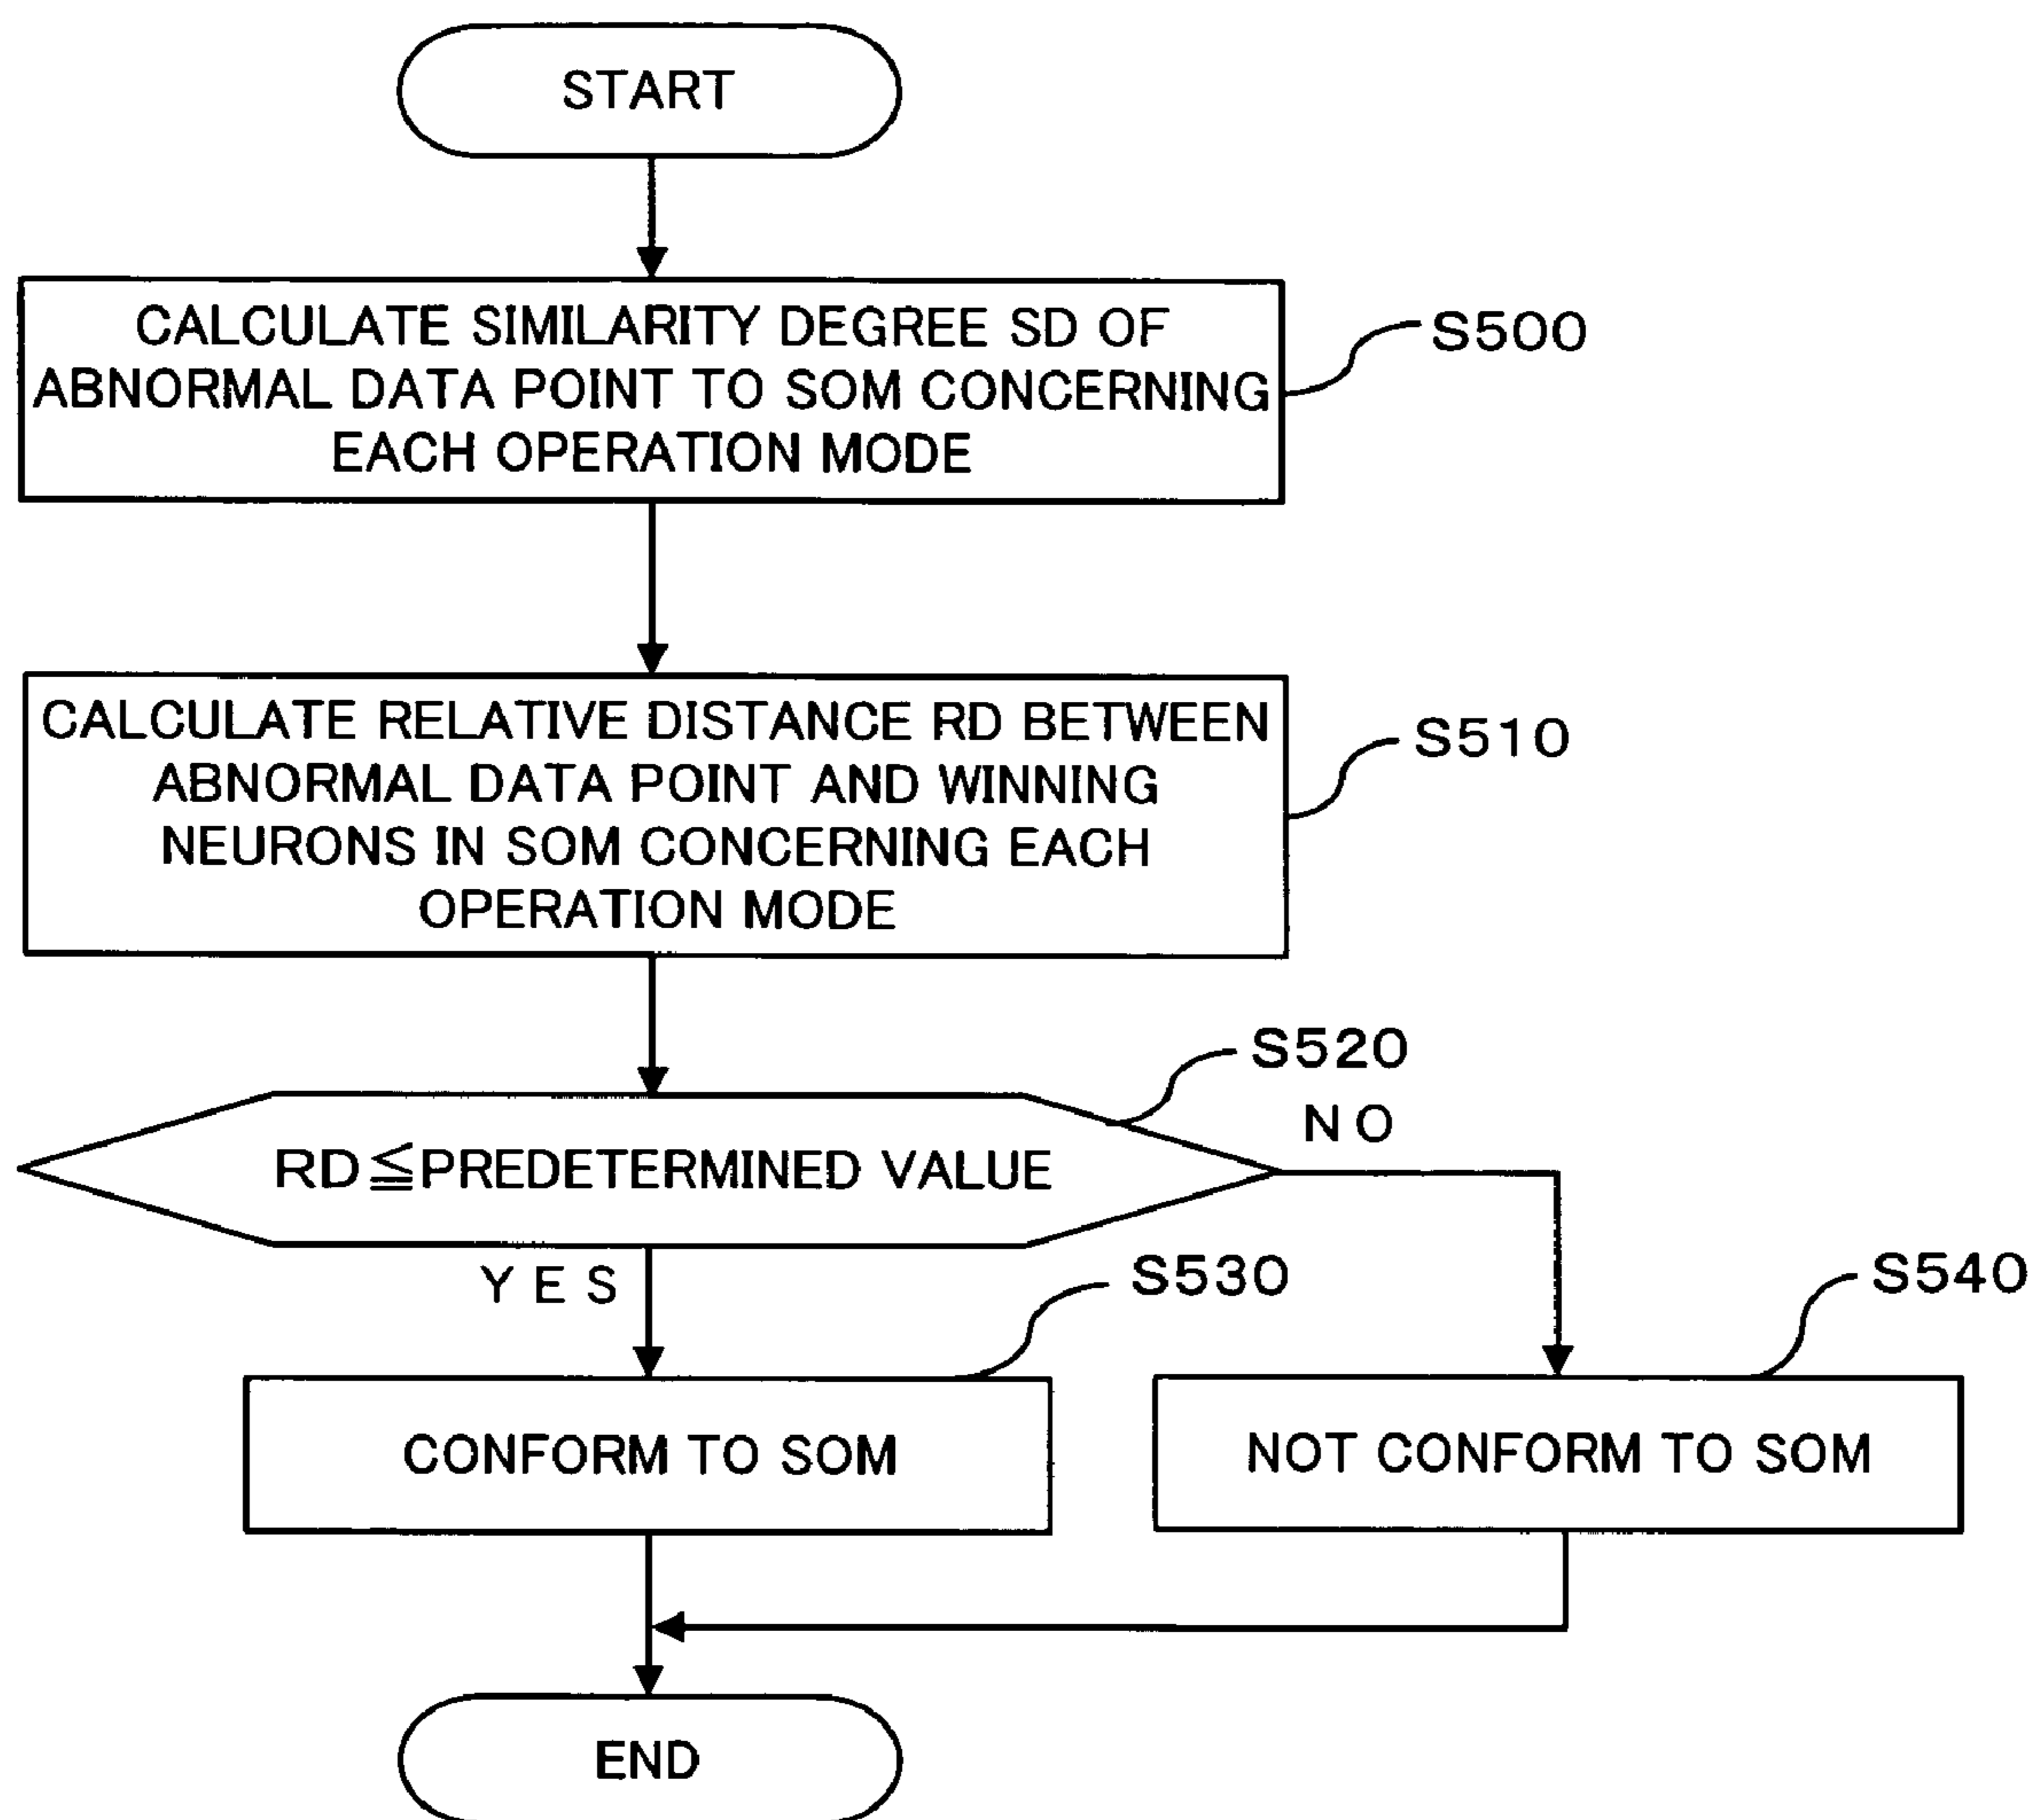 START
CALCULATE SIMILARITY DEGREE SD OF
ABNORMAL DATA POINT TO SOM CONCERNING
EACH OPERATION MODE
S500
CALCULATE RELATIVE DISTANCE RD BETWEEN
ABNORMAL DATA POINT AND WINNING
NEURONS IN SOM CONCERNING EACH
OPERATION MODE
S510
S520
NO
RD≦PREDETERMINED VALUE
YES
S530
S540
CONFORM TO SOM
NOT CONFORM TO SOM
END